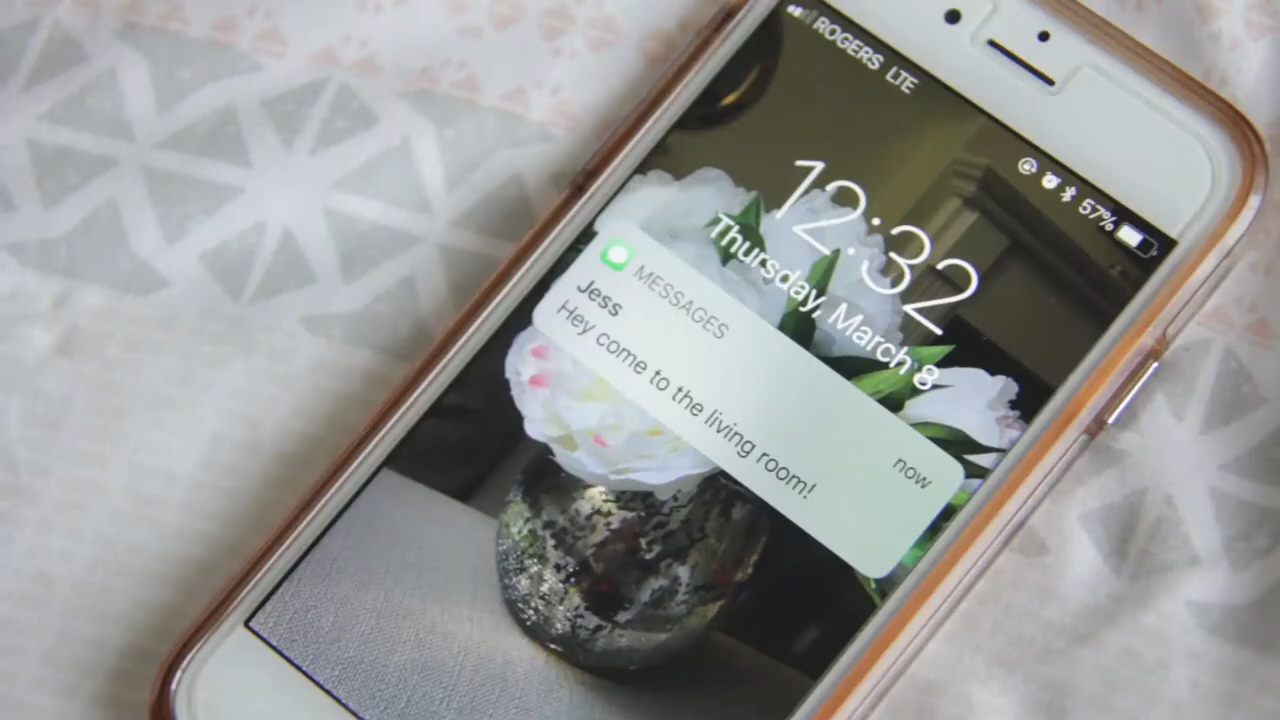 ROGERS LTE
57%
12:32
Thursday, March 8
MESSAGES
now
Jess
Hey come to the living room!